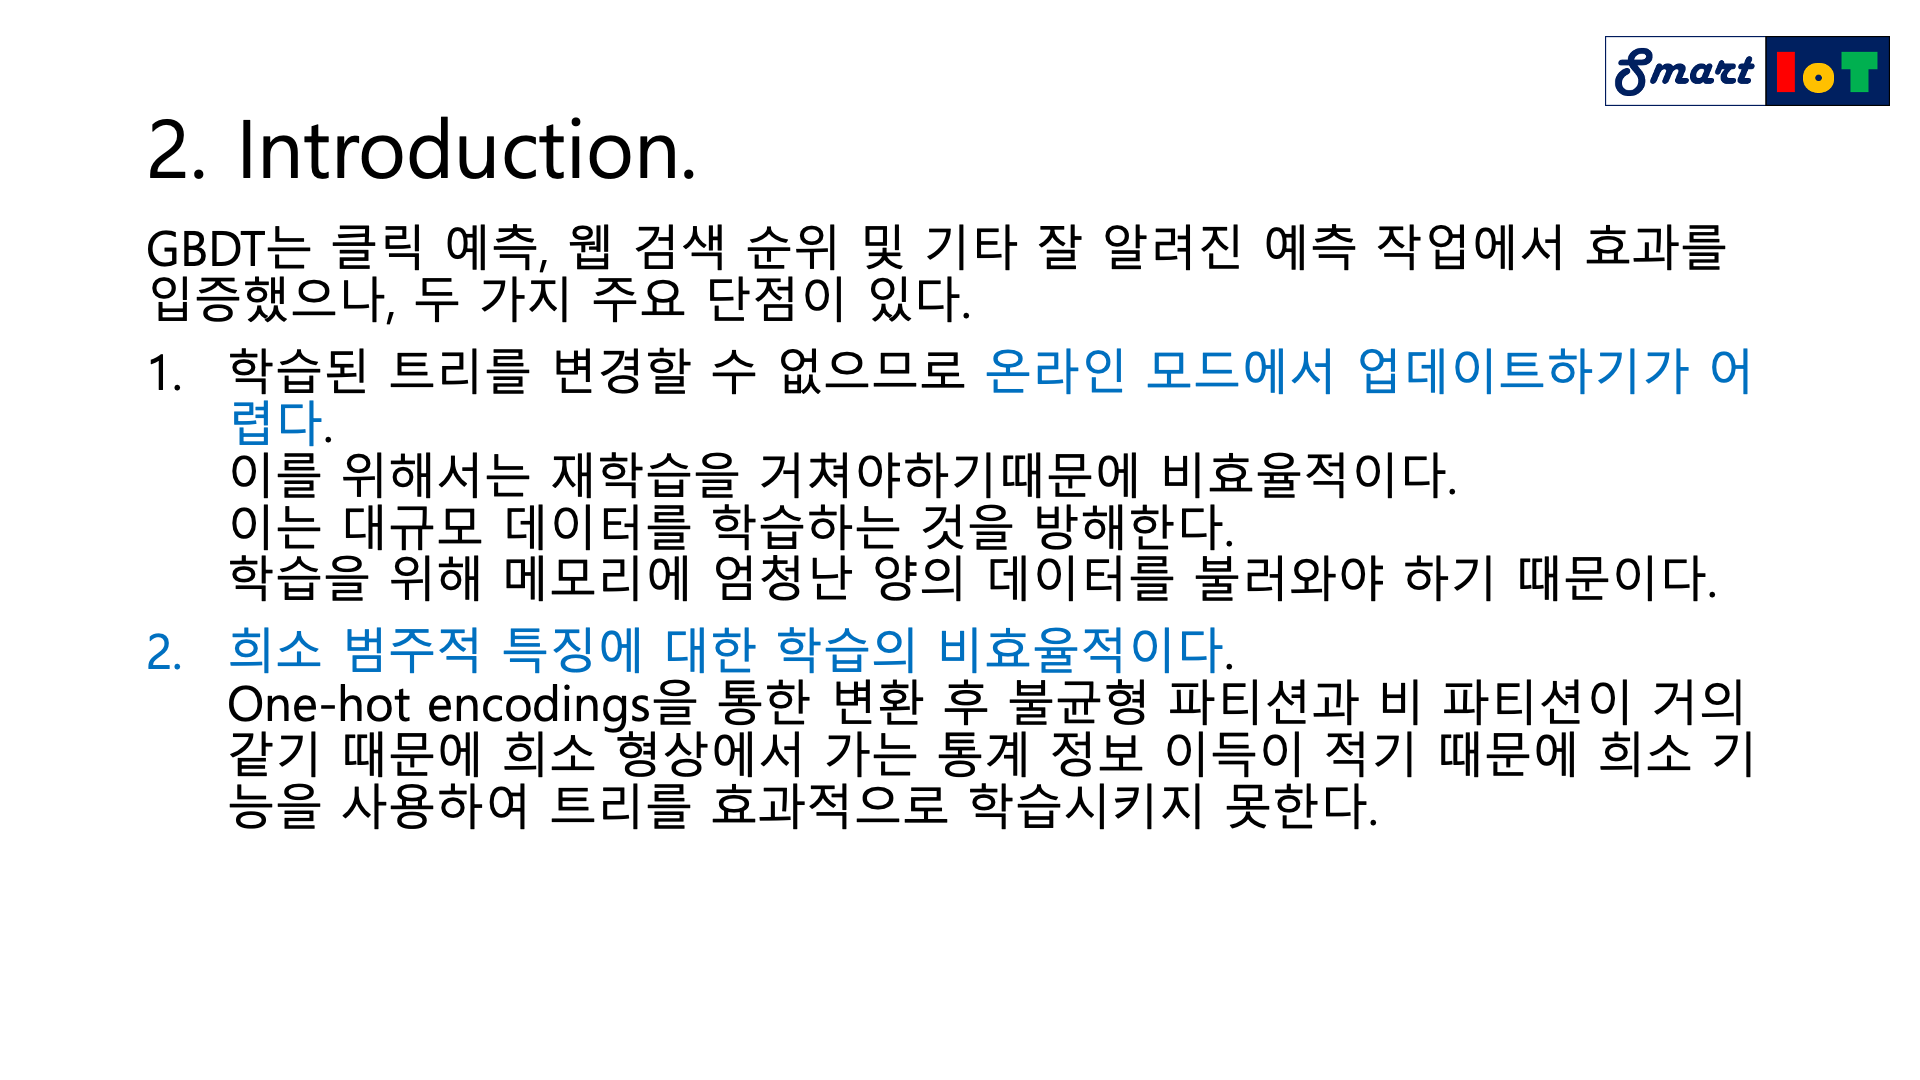 Smart IoT
2. Introduction.
GBDT는 클릭 예측, 웹 검색 순위 및 기타 잘 알려진 예측 작업에서 효과를
입증했으나, 두 가지 주요 단점이 있다.
1. 학습된 트리를 변경할 수 없으므로 온라인 모드에서 업데이트하기가 어
렵다.
이를 위해서는 재학습을 거쳐야하기때문에 비효율적이다.
이는 대규모 데이터를 학습하는 것을 방해한다.
학습을 위해 메모리에 엄청난 양의 데이터를 불러와야 하기 때문이다.
2. 희소 범주적 특징에 대한 학습의 비효율적이다.
One-hot encodings을 통한 변환 후 불균형 파티션과 비 파티션이 거의
같기 때문에 희소 형상에서 가는 통계 정보 이득이 적기 때문에 희소 기
능을 사용하여 트리를 효과적으로 학습시키지 못한다.